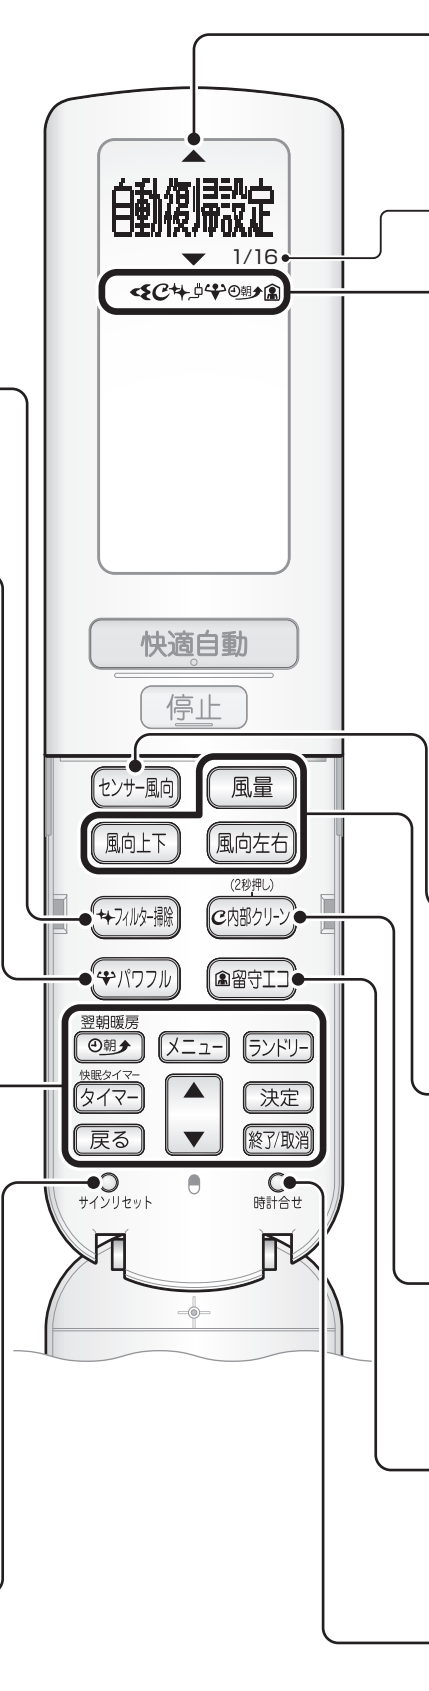 ▲
自動復帰設定
▼ 1/16
朝
快適自動
停止
センサー風向 風量
風向上下 風向左右
(2秒押し)
フィルター掃除 内部クリーン
パワフル 留守エコ
翌朝暖房
朝 メニュー ランドリー
快眠タイマー
タイマー ▲ 決定
戻る ▼ 終了/取消
サインリセット 時計合せ